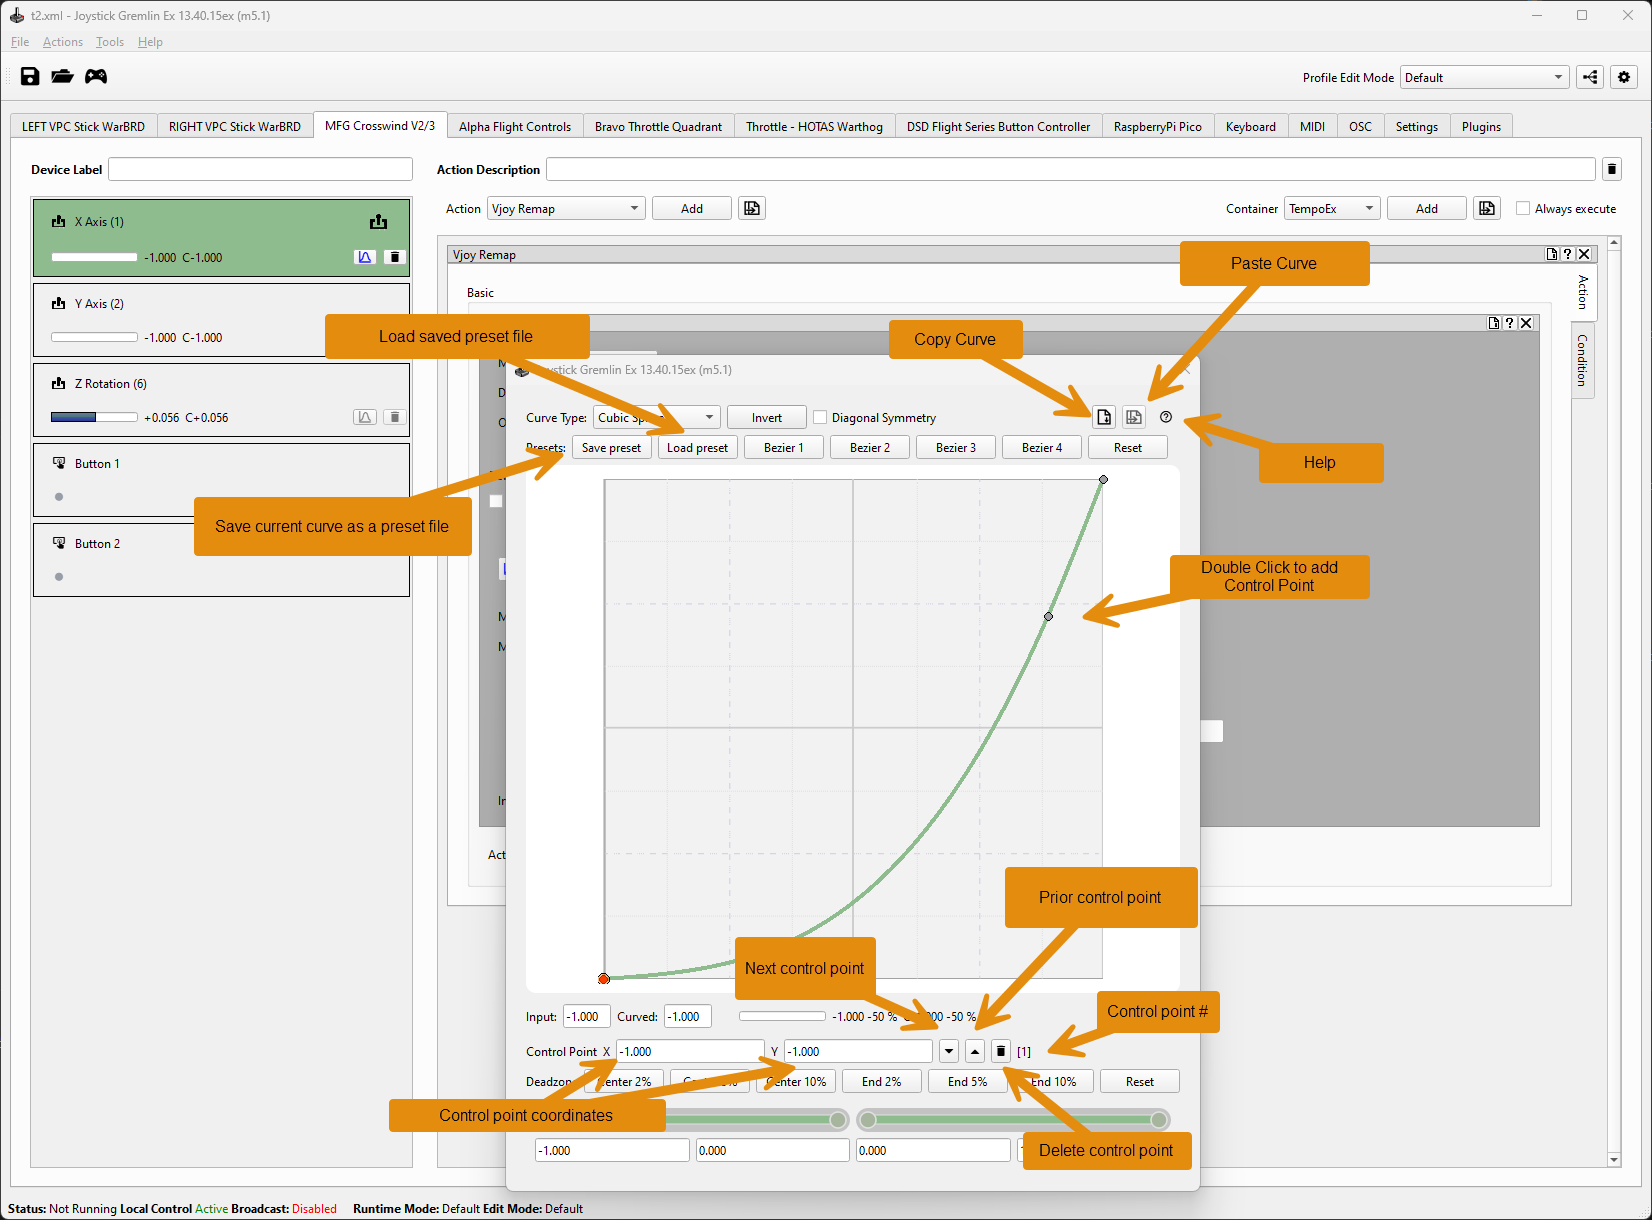 t2.xml - Joystick Gremlin Ex 13.40.15ex (m5.1)
File Actions Tools Help
Profile Edit Mode Default
LEFT VPC Stick WarBRD RIGHT VPC Stick WarBRD MFG Crosswind V2/3 Alpha Flight Controls Bravo Throttle Quadrant Throttle - HOTAS Warthog DSD Flight Series Button Controller RaspberryPi Pico Keyboard MIDI OSC Settings Plugins
Device Label
Action Description
X Axis (1)
-1.000 C-1.000
Y Axis (2)
-1.000 C-1.000
Z Rotation (6)
+0.056 C+0.056
Button 1
Button 2
Action Vjoy Remap Add
Container TempoEx Add Always execute
Vjoy Remap
Basic
Action
Condition
Paste Curve
Load saved preset file
Copy Curve
Joystick Gremlin Ex 13.40.15ex (m5.1)
Curve Type: Cubic Invert Diagonal Symmetry
Presets: Save preset Load preset Bezier 1 Bezier 2 Bezier 3 Bezier 4 Reset
Help
Save current curve as a preset file
Double Click to add
Control Point
Act
Prior control point
Next control point
Input: -1.000 Curved: -1.000 -1.000 -50 % -50 %
Control point #
Control Point X -1.000 Y -1.000 [1]
Deadzone Center 2% Center 10% End 2% End 5% End 10% Reset
Control point coordinates
-1.000 0.000 0.000
Delete control point
Status: Not Running Local Control Active Broadcast: Disabled Runtime Mode: Default Edit Mode: Default